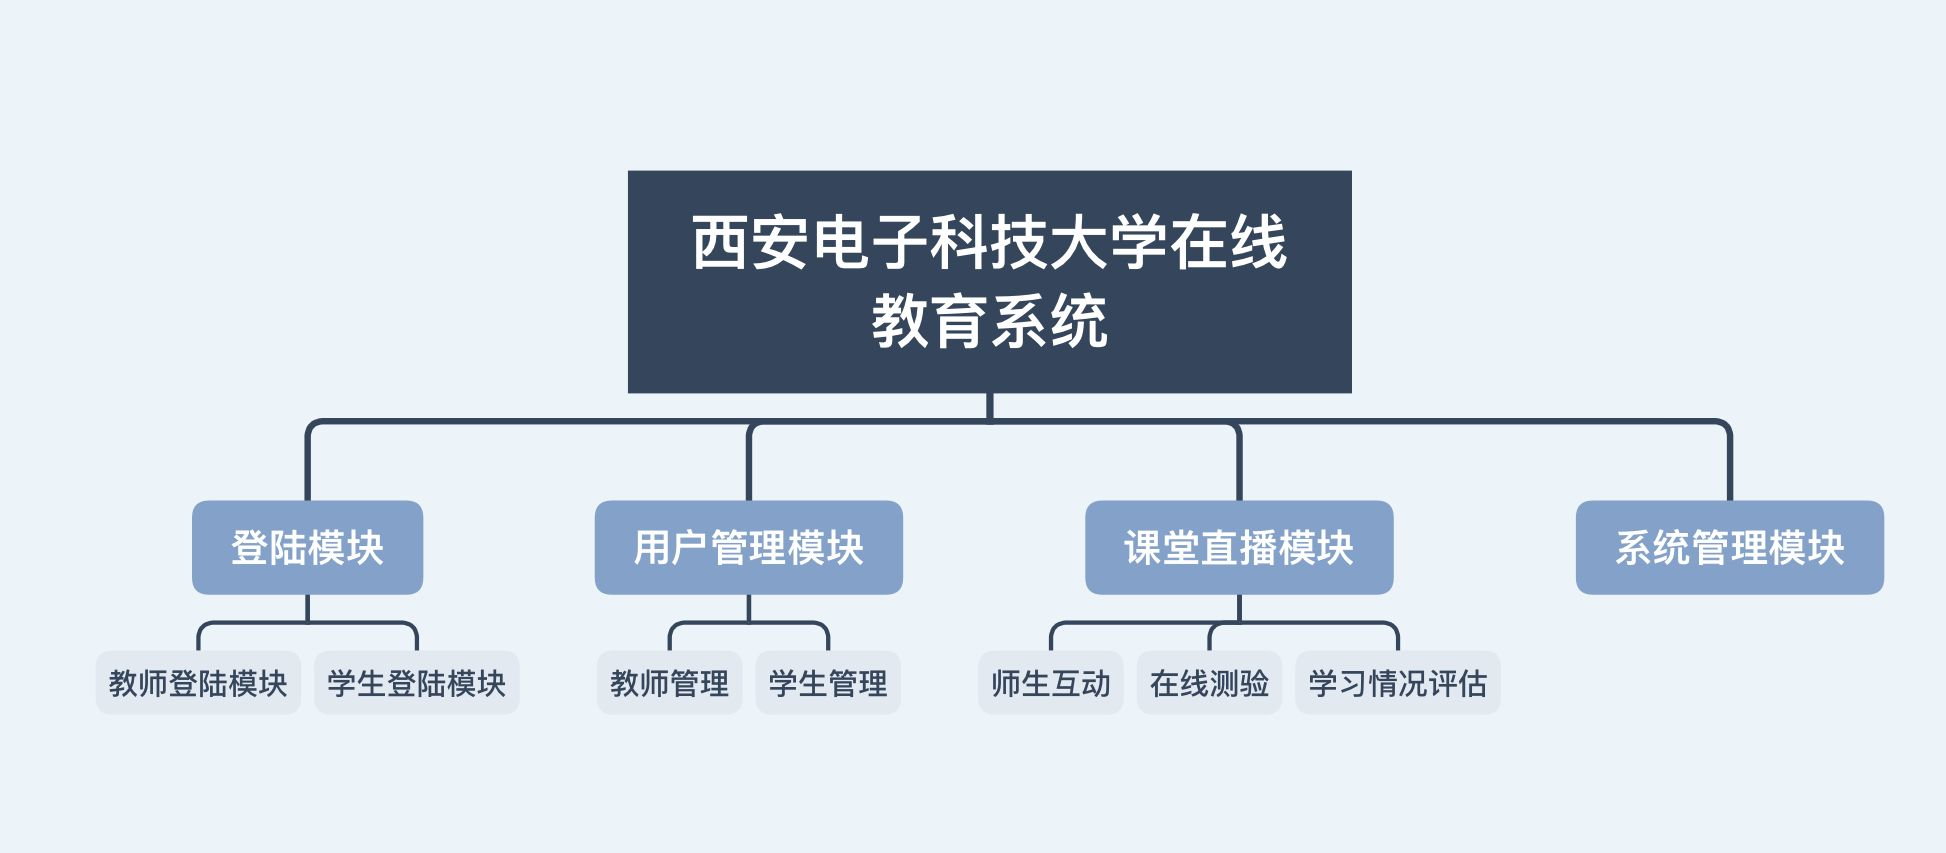 西安电子科技大学在线
教育系统
登陆模块
用户管理模块
课堂直播模块
系统管理模块
教师登陆模块
学生登陆模块
教师管理
学生管理
师生互动
在线测验
学习情况评估